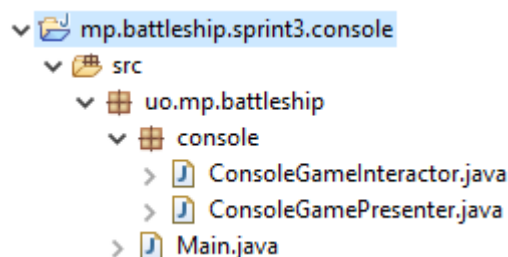 mp.battleship.sprint3.console
src
uo.mp.battleship
console
ConsoleGameInteractor.java
ConsoleGamePresenter.java
Main.java